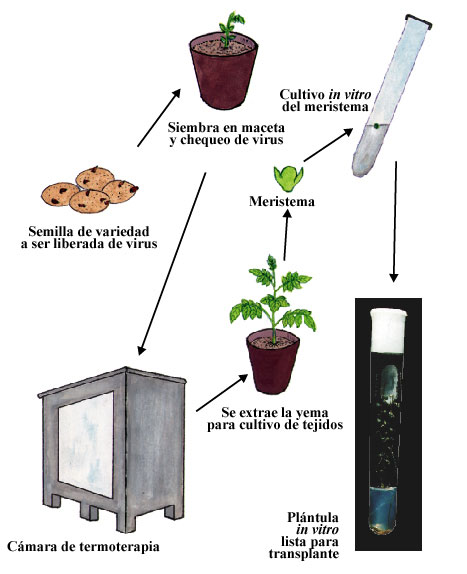 Siembra en maceta
y chequeo de virus
Cultivo in vitro
del meristema
Semilla de variedad
a ser liberada de virus
Meristema
Se extrae la yema
para cultivo de tejidos
Cámara de termoterapia
Plántula
in vitro
lista para
transplante